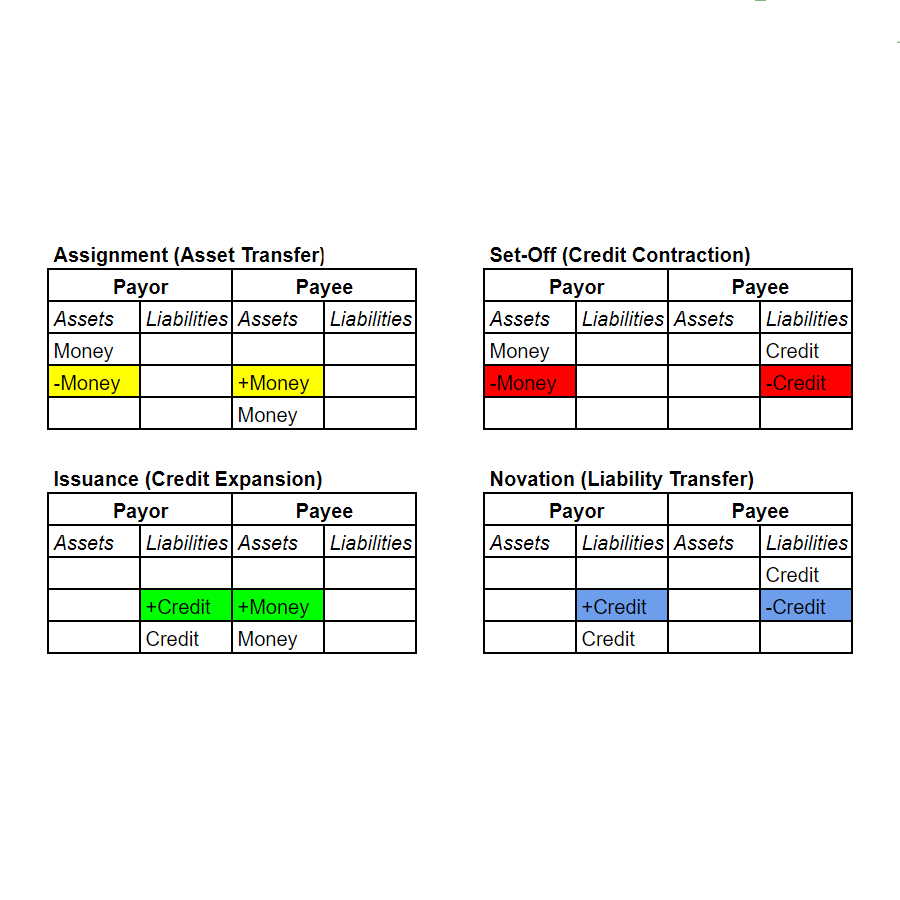 Assignment (Asset Transfer)
Payor Payee
Assets Liabilities Assets Liabilities
Money
-Money +Money
Money
Set-Off (Credit Contraction)
Payor Payee
Assets Liabilities Assets Liabilities
Money Credit
-Money -Credit
Issuance (Credit Expansion)
Payor Payee
Assets Liabilities Assets Liabilities
+Credit +Money
Credit Money
Novation (Liability Transfer)
Payor Payee
Assets Liabilities Assets Liabilities
Credit
+Credit -Credit
Credit